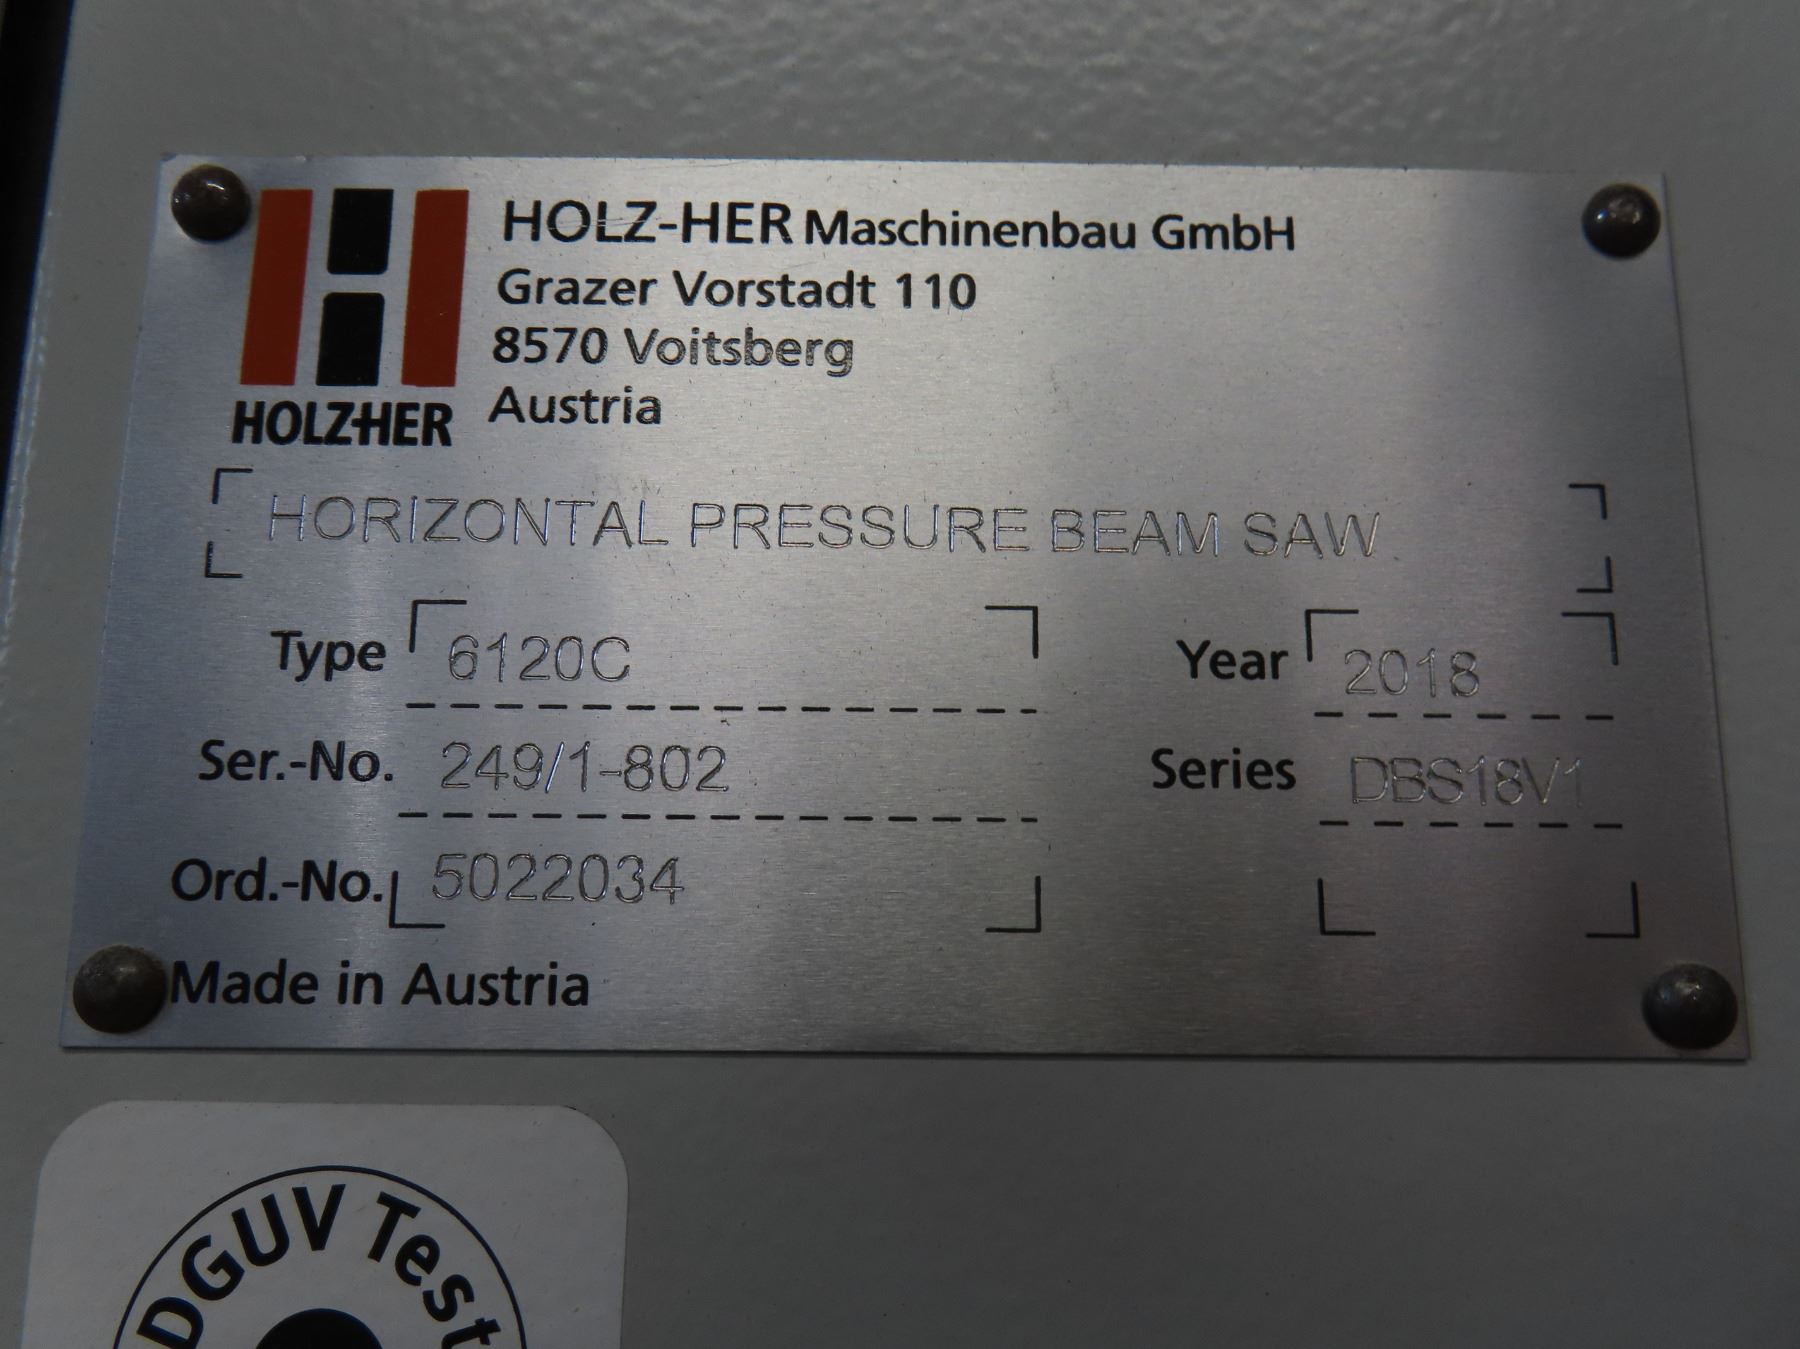 HOLZ-HER Maschinenbau GmbH
Grazer Vorstadt 110
8570 Voitsberg
Austria
HOLZHER
HORIZONTAL PRESSURE BEAM SAW
Type 6120C
Year 2018
Ser.-No. 249/1-802
Series DBS18V1
Ord.-No. 5022034
Made in Austria
DGUV Test